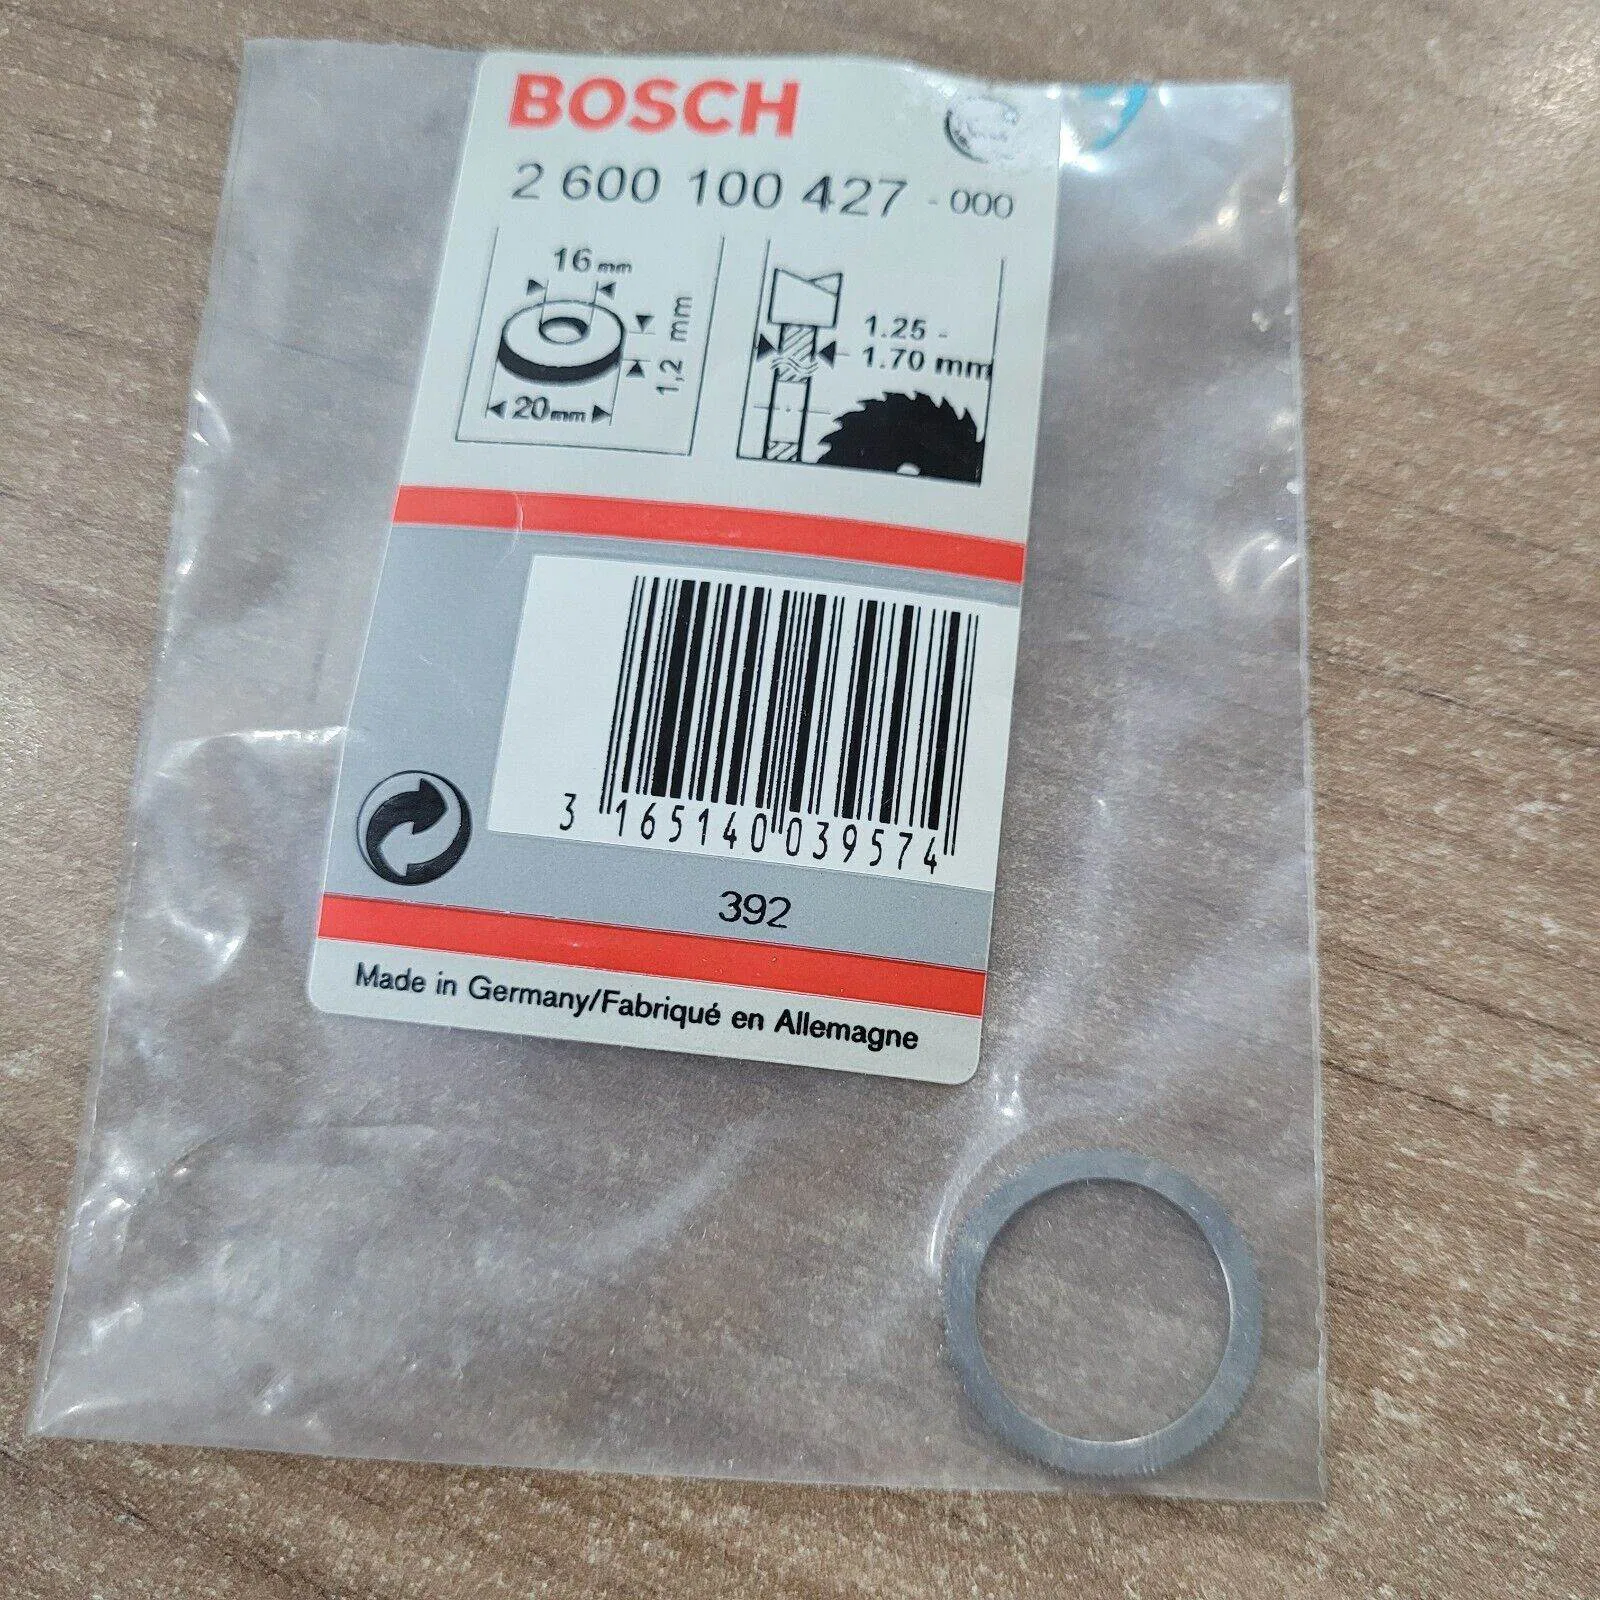 BOSCH
2 600 100 427 - 000
16 mm
1,2 mm
20mm
1.25 -
1.70 mm
3 165140 039574
392
Made in Germany/Fabriqué en Allemagne